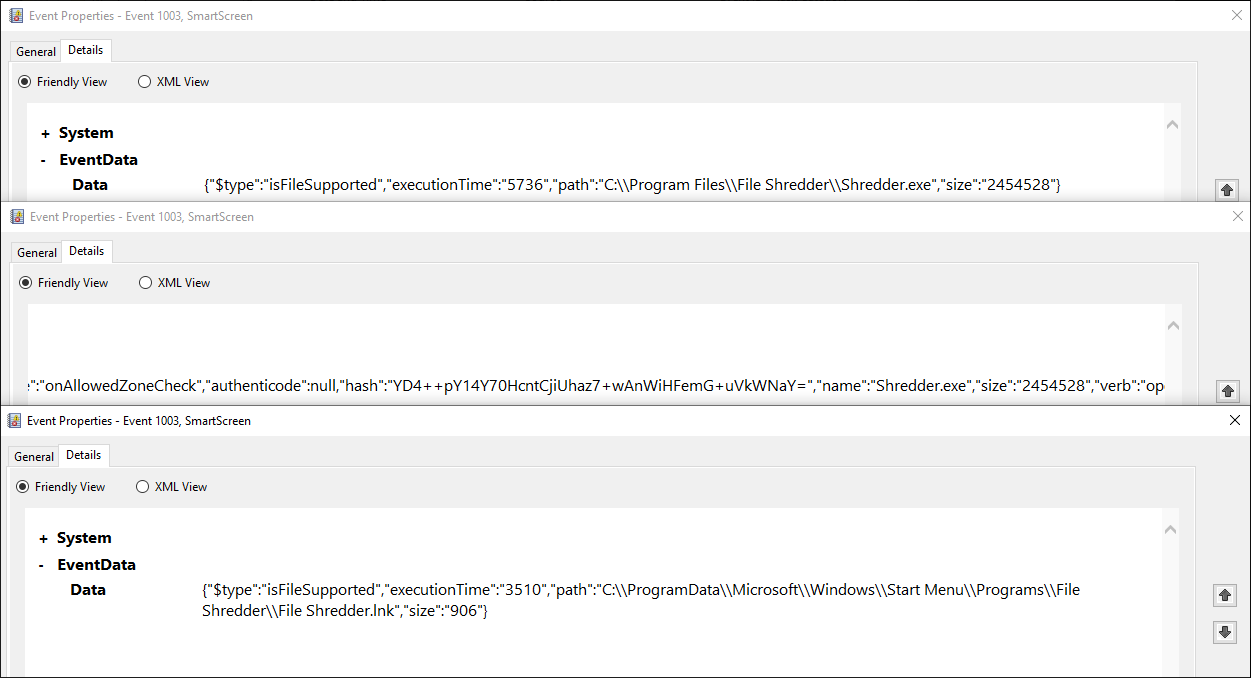 Event Properties - Event 1003, SmartScreen
General Details
Friendly View XML View
+ System
- EventData
Data {"$type":"isFileSupported","executionTime":"5736","path":"C:\\Program Files\\File Shredder\\Shredder.exe","size":"2454528"}
Event Properties - Event 1003, SmartScreen
General Details
Friendly View XML View
":"onAllowedZoneCheck","authenticode":null,"hash":"YD4++pY14Y70HcntCjiUhaz7+wAnWiHFemG+uVkWNaY=","name":"Shredder.exe","size":"2454528","verb":"op
Event Properties - Event 1003, SmartScreen
General Details
Friendly View XML View
+ System
- EventData
Data {"$type":"isFileSupported","executionTime":"3510","path":"C:\\ProgramData\\Microsoft\\Windows\\Start Menu\\Programs\\File
Shredder\\File Shredder.lnk","size":"906"}